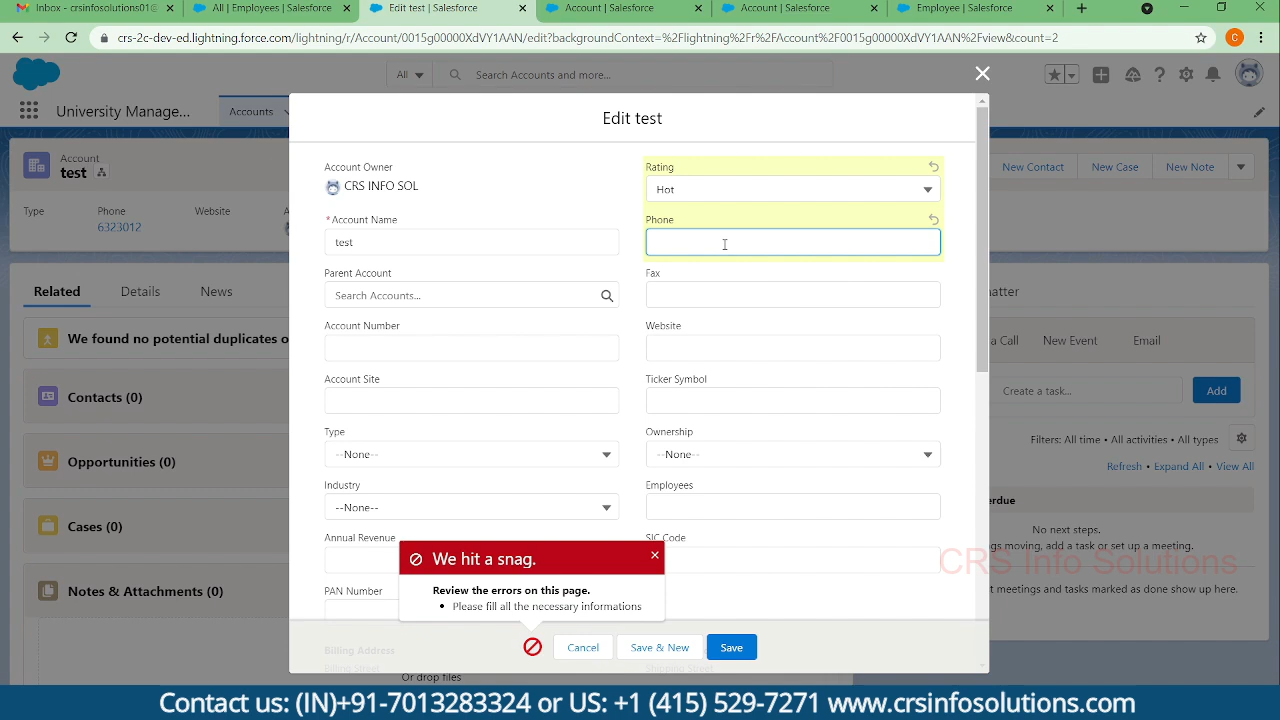 Inbox - crsinfosolutions01@
All | Employees | Salesforce
Edit test | Salesforce
Account | Salesforce
Account | Salesforce
Employee | Salesforce
crs-2c-dev-ed.lightning.force.com/lightning/r/Account/0015g00000XdVY1AAN/edit?backgroundContext=%2Flightning%2Fr%2FAccount%2F0015g00000XdVY1AAN%2Fview&count=2
C
All
Search Accounts and more...
University Manage...
Accounts
Account
test
New Contact
New Case
New Note
Type
Phone
Website
6323012
Related
Details
News
We found no potential duplicates o
Contacts (0)
Opportunities (0)
Cases (0)
Notes & Attachments (0)
Or drop files
Edit test
Account Owner
CRS INFO SOL
Rating
Hot
*Account Name
test
Phone
Parent Account
Search Accounts...
Fax
Account Number
Website
Account Site
Ticker Symbol
Type
--None--
Ownership
--None--
Industry
--None--
Employees
Annual Revenue
SIC Code
PAN Number
We hit a snag.
Review the errors on this page.
• Please fill all the necessary informations
Billing Address
Billing Street
Shipping Street
Cancel
Save & New
Save
atter
a Call
New Event
Email
Create a task...
Add
Filters: All time • All activities • All types
Refresh • Expand All • View All
erdue
No next steps.
gs moving, add a task or set up a meeting.
t meetings and tasks marked as done show up here.
CRS Info Solutions
Contact us: (IN)+91-7013283324 or US: +1 (415) 529-7271 www.crsinfosolutions.com